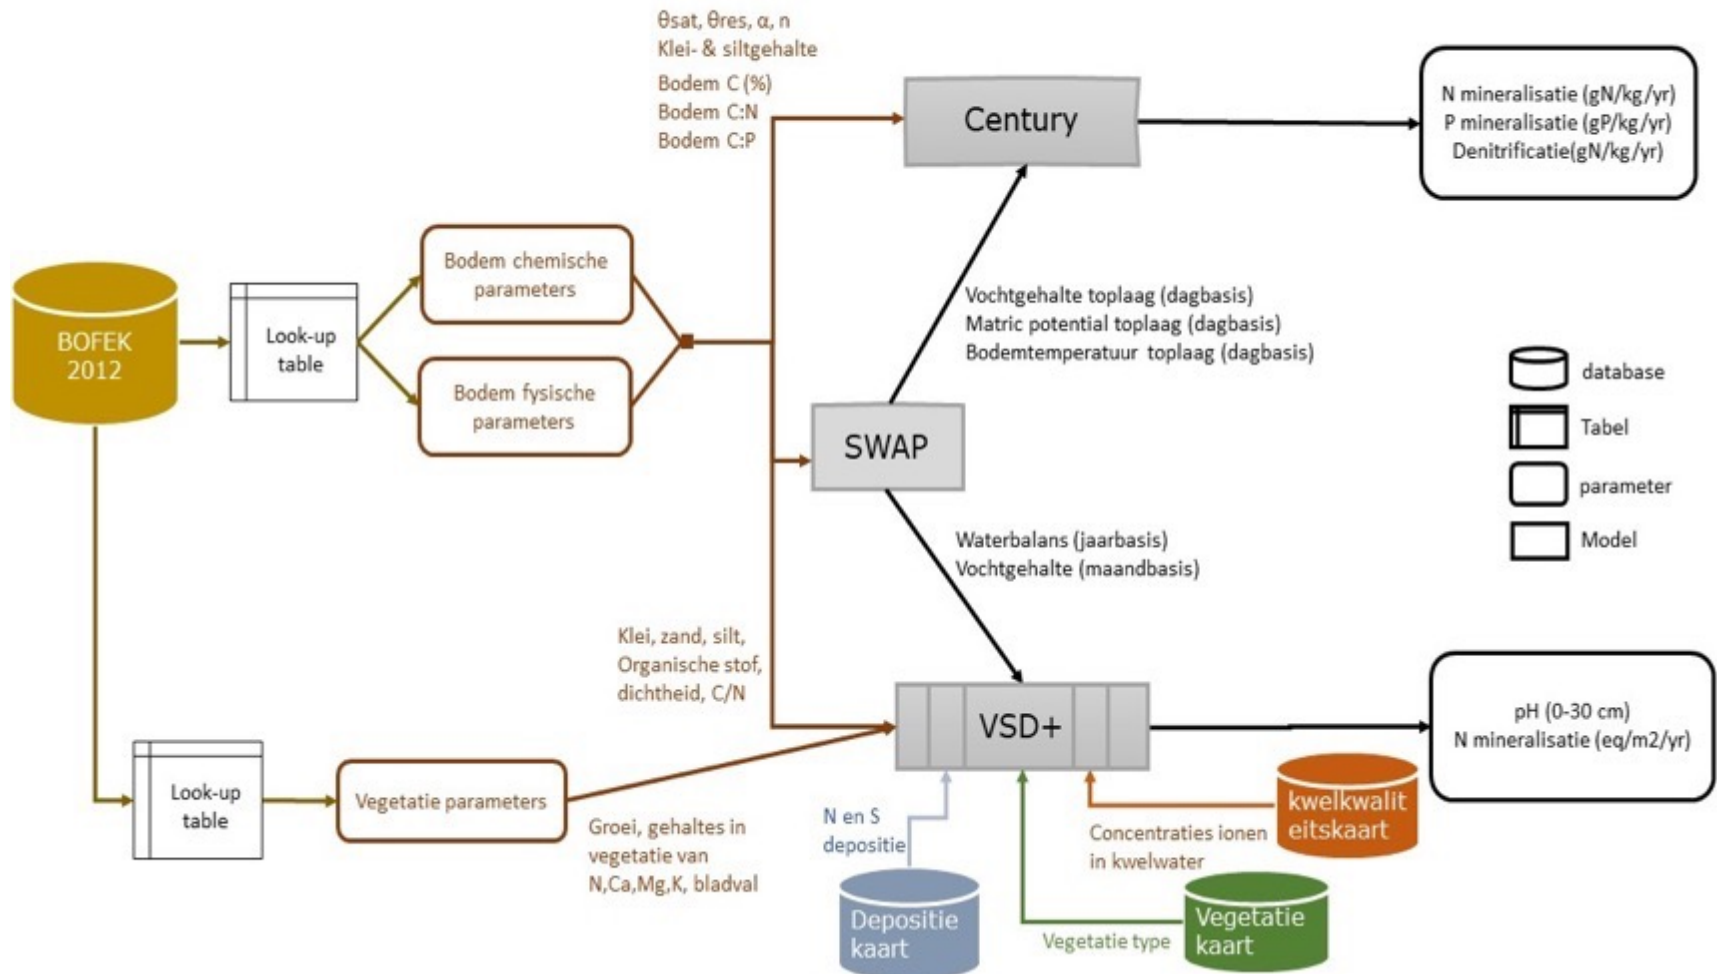 θsat, θres, α, n
Klei- & siltgehalte
Bodem C (%)
Bodem C:N
Bodem C:P
Century
N mineralisatie (gN/kg/yr)
P mineralisatie (gP/kg/yr)
Denitrificatie(gN/kg/yr)
BOFEK
2012
Look-up
table
Bodem chemische
parameters
Bodem fysische
parameters
Vochtgehalte toplaag (dagbasis)
Matric potential toplaag (dagbasis)
Bodemtemperatuur toplaag (dagbasis)
SWAP
database
Tabel
parameter
Model
Waterbalans (jaarbasis)
Vochtgehalte (maandbasis)
Klei, zand, silt,
Organische stof,
dichtheid, C/N
VSD+
pH (0-30 cm)
N mineralisatie (eq/m2/yr)
Look-up
table
Vegetatie parameters
Groei, gehaltes in
vegetatie van
N,Ca,Mg,K, bladval
N en S
depositie
Concentraties ionen
in kwelwater
kwelkwalit
eitskaart
Depositie
kaart
Vegetatie type
Vegetatie
kaart